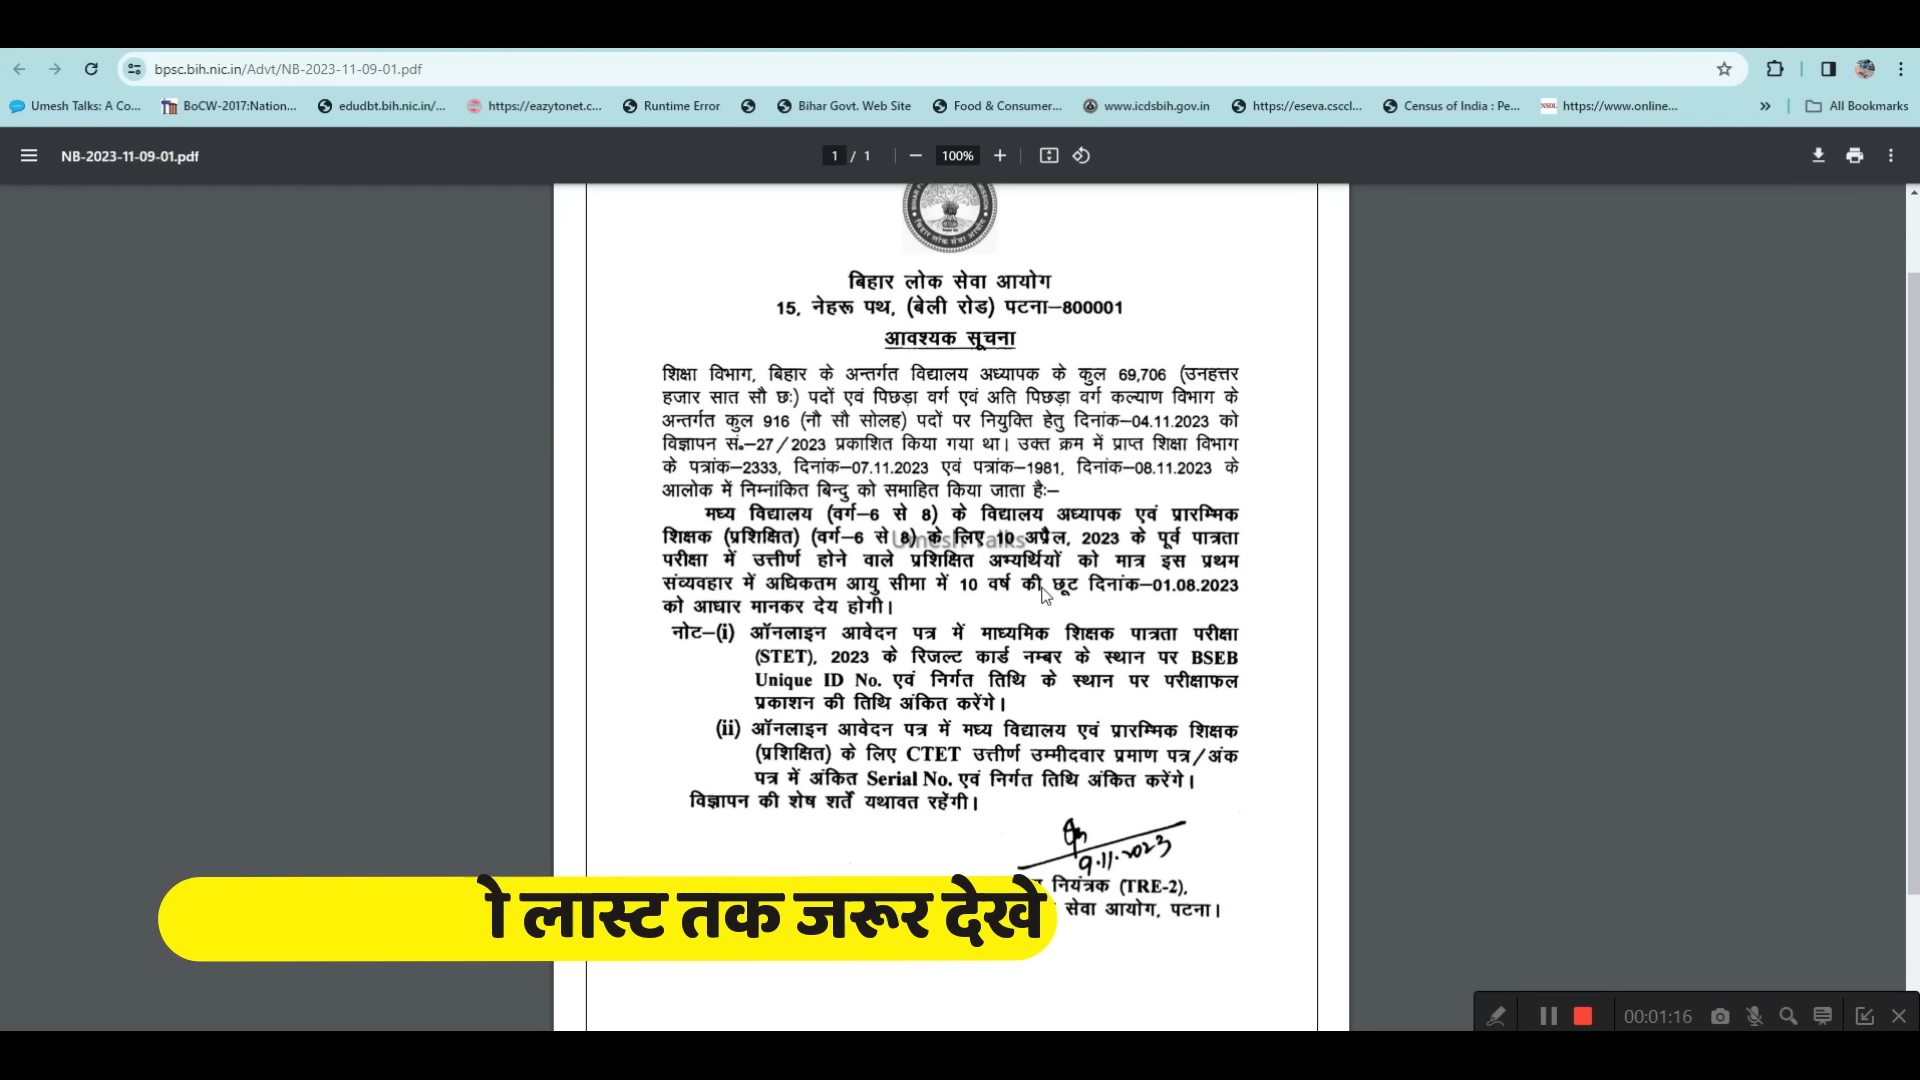 bpsc.bih.nic.in/Advt/NB-2023-11-09-01.pdf
Umesh Talks: A Co... BoCW-2017:Nation... edudbt.bih.nic.in/... https://eazytonet.c... Runtime Error Bihar Govt. Web Site Food & Consumer... www.icdsbih.gov.in https://eseva.csccl... Census of India : Pe... NSDL https://www.online... » All Bookmarks
NB-2023-11-09-01.pdf 1 / 1 100%
बिहार लोक सेवा आयोग
15, नेहरू पथ, (बेली रोड) पटना–800001
आवश्यक सूचना
शिक्षा विभाग, बिहार के अन्तर्गत विद्यालय अध्यापक के कुल 69,706 (उनहत्तर
हजार सात सौ छः) पदों एवं पिछड़ा वर्ग एवं अति पिछड़ा वर्ग कल्याण विभाग के
अन्तर्गत कुल 916 (नौ सौ सोलह) पदों पर नियुक्ति हेतु दिनांक–04.11.2023 को
विज्ञापन सं॰–27/2023 प्रकाशित किया गया था। उक्त क्रम में प्राप्त शिक्षा विभाग
के पत्रांक–2333, दिनांक–07.11.2023 एवं पत्रांक–1981, दिनांक–08.11.2023 के
आलोक में निम्नांकित बिन्दु को समाहित किया जाता हैः–
मध्य विद्यालय (वर्ग–6 से 8) के विद्यालय अध्यापक एवं प्रारम्भिक
शिक्षक (प्रशिक्षित) (वर्ग–6 से 8) के लिए 10 अप्रैल, 2023 के पूर्व पात्रता
Umesh Talks
परीक्षा में उत्तीर्ण होने वाले प्रशिक्षित अभ्यर्थियों को मात्र इस प्रथम
संव्यवहार में अधिकतम आयु सीमा में 10 वर्ष की छूट दिनांक–01.08.2023
को आधार मानकर देय होगी।
नोट–(i) ऑनलाइन आवेदन पत्र में माध्यमिक शिक्षक पात्रता परीक्षा
(STET), 2023 के रिजल्ट कार्ड नम्बर के स्थान पर BSEB
Unique ID No. एवं निर्गत तिथि के स्थान पर परीक्षाफल
प्रकाशन की तिथि अंकित करेंगे।
(ii) ऑनलाइन आवेदन पत्र में मध्य विद्यालय एवं प्रारम्भिक शिक्षक
(प्रशिक्षित) के लिए CTET उत्तीर्ण उम्मीदवार प्रमाण पत्र/अंक
पत्र में अंकित Serial No. एवं निर्गत तिथि अंकित करेंगे।
विज्ञापन की शेष शर्तें यथावत रहेंगी।
9.11.2023
नियंत्रक (TRE-2),
सेवा आयोग, पटना।
ो लास्ट तक जरूर देखे
00:01:16